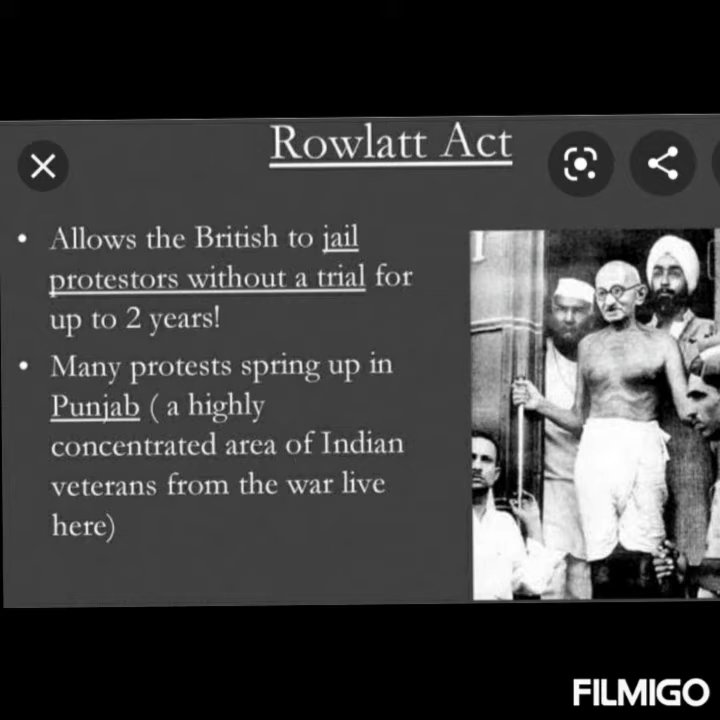 Rowlatt Act
• Allows the British to jail
protestors without a trial for
up to 2 years!
• Many protests spring up in
Punjab ( a highly
concentrated area of Indian
veterans from the war live
here)
FILMIGO